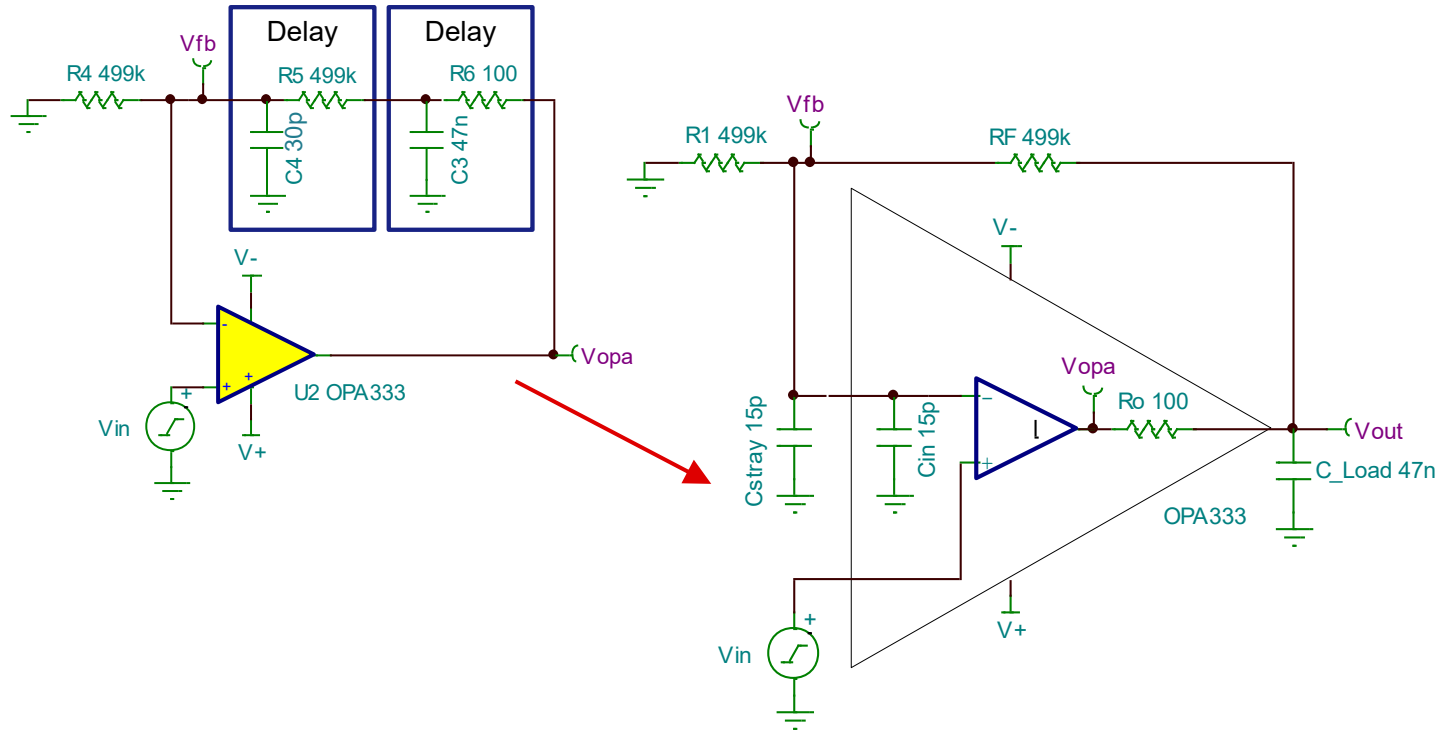 Delay
Delay
Vfb
R4 499k
R5 499k
R6 100
C4 30p
C3 47n
V-
-
+
+
+
U2 OPA333
Vopa
Vin
V+
Vfb
R1 499k
RF 499k
V-
Vopa
Ro 100
Cstray 15p
Cin 15p
-
+
Vout
C_Load 47n
OPA333
+
Vin
V+